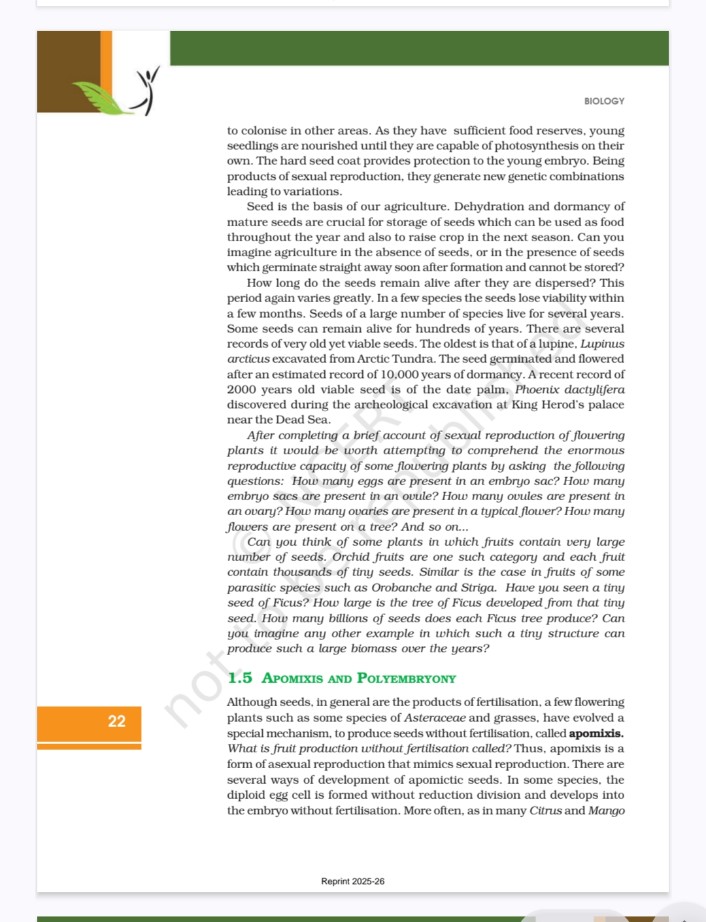 BIOLOGY
to colonise in other areas. As they have sufficient food reserves, young
seedlings are nourished until they are capable of photosynthesis on their
own. The hard seed coat provides protection to the young embryo. Being
products of sexual reproduction, they generate new genetic combinations
leading to variations.
Seed is the basis of our agriculture. Dehydration and dormancy of
mature seeds are crucial for storage of seeds which can be used as food
throughout the year and also to raise crop in the next season. Can you
imagine agriculture in the absence of seeds, or in the presence of seeds
which germinate straight away soon after formation and cannot be stored?
How long do the seeds remain alive after they are dispersed? This
period again varies greatly. In a few species the seeds lose viability within
a few months. Seeds of a large number of species live for several years.
Some seeds can remain alive for hundreds of years. There are several
records of very old yet viable seeds. The oldest is that of a lupine, Lupinus
arcticus excavated from Arctic Tundra. The seed germinated and flowered
after an estimated record of 10,000 years of dormancy. A recent record of
2000 years old viable seed is of the date palm, Phoenix dactylifera
discovered during the archeological excavation at King Herod's palace
near the Dead Sea.
After completing a brief account of sexual reproduction of flowering
plants it would be worth attempting to comprehend the enormous
reproductive capacity of some flowering plants by asking the following
questions: How many eggs are present in an embryo sac? How many
embryo sacs are present in an ovule? How many ovules are present in
an ovary? How many ovaries are present in a typical flower? How many
flowers are present on a tree? And so on...
Can you think of some plants in which fruits contain very large
number of seeds. Orchid fruits are one such category and each fruit
contain thousands of tiny seeds. Similar is the case in fruits of some
parasitic species such as Orobanche and Striga. Have you seen a tiny
seed of Ficus? How large is the tree of Ficus developed from that tiny
seed. How many billions of seeds does each Ficus tree produce? Can
you imagine any other example in which such a tiny structure can
produce such a large biomass over the years?
1.5 APOMIXIS AND POLYEMBRYONY
Although seeds, in general are the products of fertilisation, a few flowering
plants such as some species of Asteraceae and grasses, have evolved a
special mechanism, to produce seeds without fertilisation, called apomixis.
What is fruit production without fertilisation called? Thus, apomixis is a
form of asexual reproduction that mimics sexual reproduction. There are
several ways of development of apomictic seeds. In some species, the
diploid egg cell is formed without reduction division and develops into
the embryo without fertilisation. More often, as in many Citrus and Mango
22
Reprint 2025-26
© NCERT
not to be republished